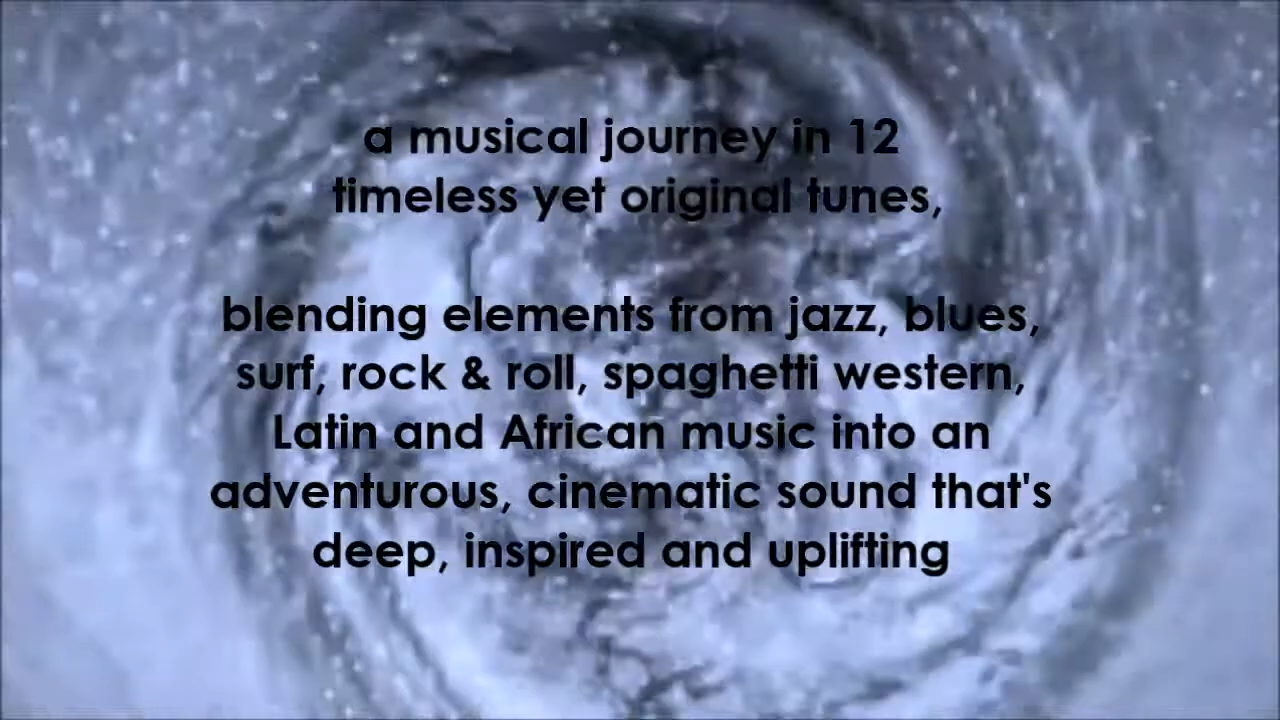 a musical journey in 12
timeless yet original tunes,
blending elements from jazz, blues,
surf, rock & roll, spaghetti western,
Latin and African music into an
adventurous, cinematic sound that's
deep, inspired and uplifting